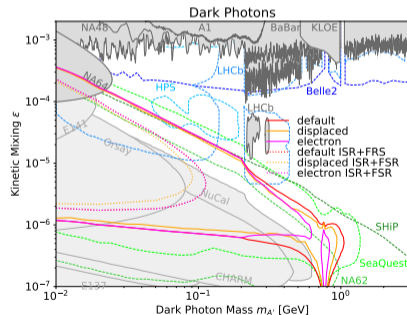 Dark Photons
10⁻³
10⁻⁴
10⁻⁵
10⁻⁶
10⁻⁷
Kinetic Mixing ε
NA48
A1
BaBar
KLOE
LHCb
HPS
Belle2
NA64
LHCb
E141
Orsay
NuCal
CHARM
E137
default
displaced
electron
default ISR+FRS
displaced ISR+FSR
electron ISR+FSR
SHiP
SeaQuest
NA62
10⁻²
10⁻¹
10⁰
Dark Photon Mass m_A' [GeV]